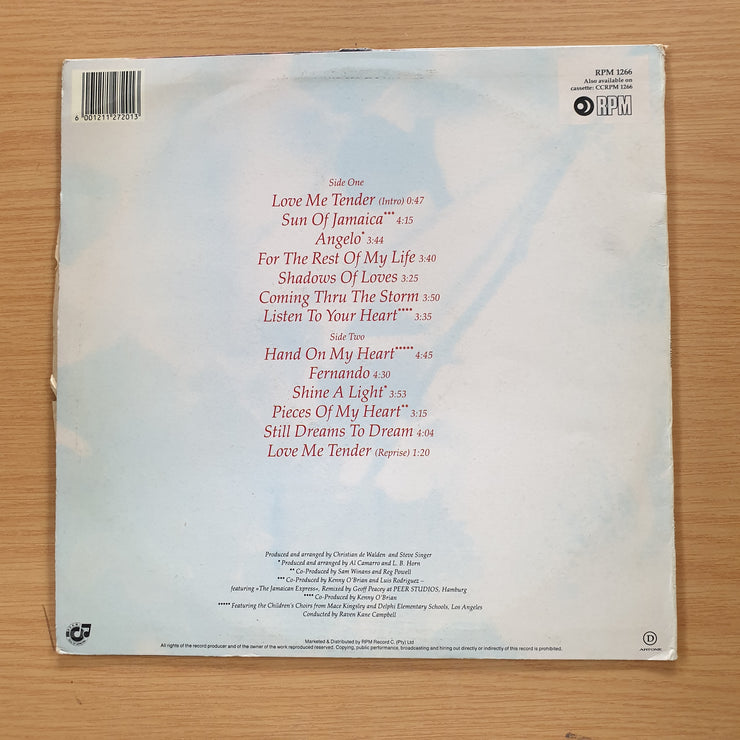 6 001211 272013
RPM 1266
Also available on
cassette: CCRPM 1266
RPM
Side One
Love Me Tender (Intro) 0:47
Sun Of Jamaica*** 4:15
Angelo* 3:44
For The Rest Of My Life 3:40
Shadows Of Loves 3:25
Coming Thru The Storm 3:50
Listen To Your Heart**** 3:35
Side Two
Hand On My Heart***** 4:45
Fernando 4:30
Shine A Light* 3:53
Pieces Of My Heart** 3:15
Still Dreams To Dream 4:04
Love Me Tender (Reprise) 1:20
Produced and arranged by Christian de Walden and Steve Singer
* Produced and arranged by Al Camarro and L. B. Horn
** Co-Produced by Sam Winans and Reg Powell
*** Co-Produced by Kenny O'Brian and Luis Rodriguez –
featuring »The Jamaican Express«, Remixed by Geoff Peacey at PEER STUDIOS, Hamburg
**** Co-Produced by Kenny O'Brian
***** Featuring the Children's Choirs from Mace Kingsley and Delphi Elementary Schools, Los Angeles
Conducted by Raven Kane Campbell
Marketed & Distributed by RPM Record C. (Pty) Ltd
All rights of the record producer and of the owner of the work reproduced reserved. Copying, public performance, broadcasting and hiring out directly or indirectly of this record is prohibited.
D
ARTONE